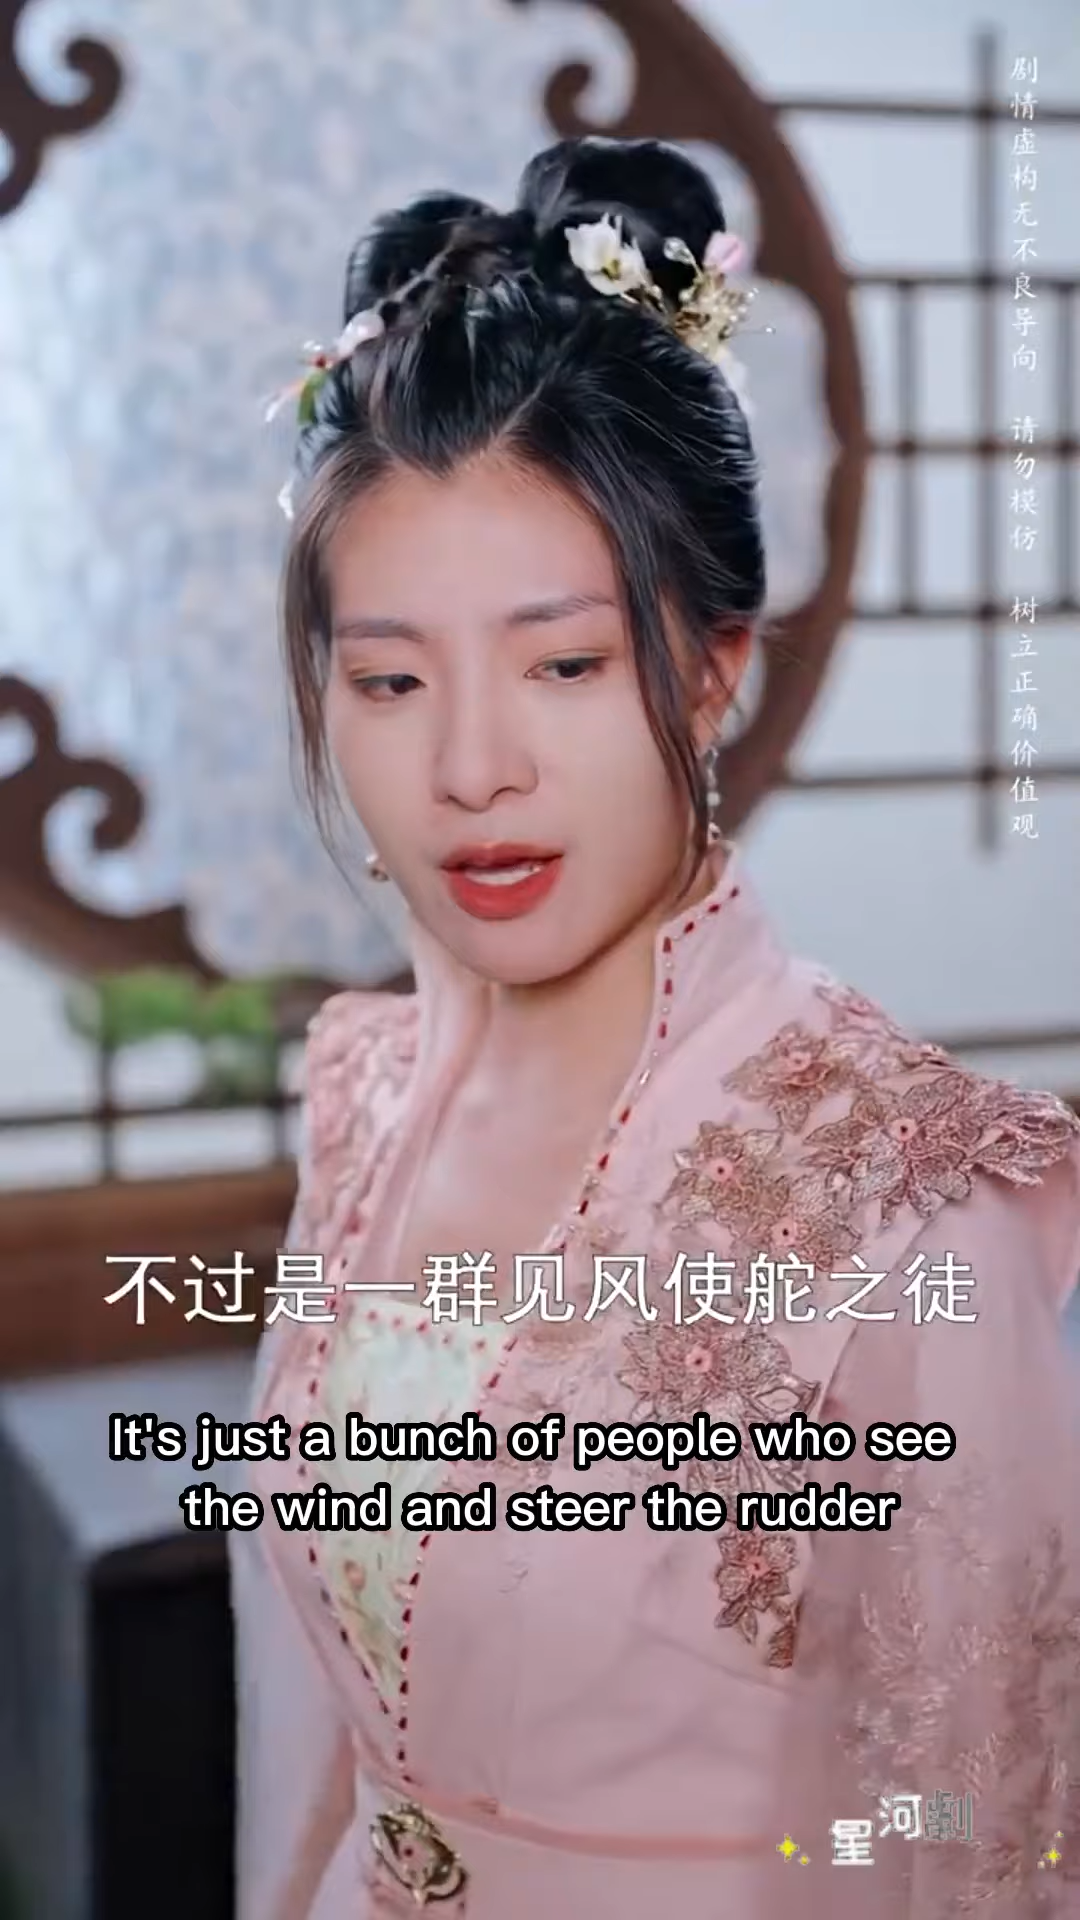 剧情虚构无不良导向 请勿模仿 树立正确价值观
不过是一群见风使舵之徒
It's just a bunch of people who see
the wind and steer the rudder
星河剧